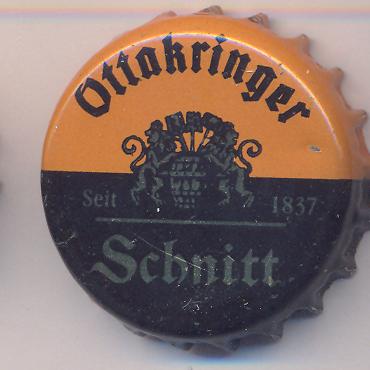 Ottakringer
Seit 1837
Schnitt